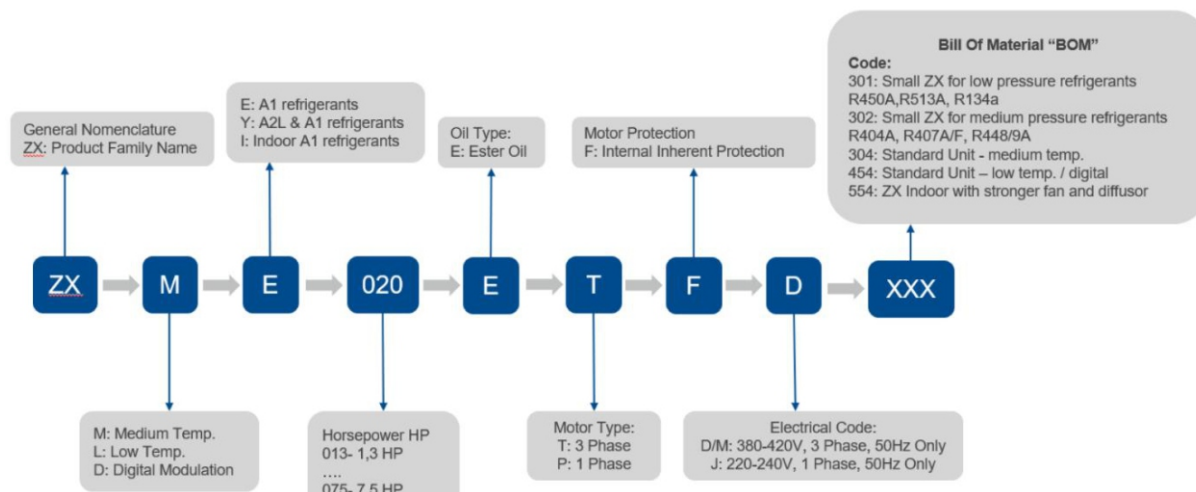 Bill Of Material “BOM”
Code:
301: Small ZX for low pressure refrigerants
R450A,R513A, R134a
302: Small ZX for medium pressure refrigerants
R404A, R407A/F, R448/9A
304: Standard Unit - medium temp.
454: Standard Unit – low temp. / digital
554: ZX Indoor with stronger fan and diffusor
E: A1 refrigerants
Y: A2L & A1 refrigerants
I: Indoor A1 refrigerants
General Nomenclature
ZX: Product Family Name
Oil Type:
E: Ester Oil
Motor Protection
F: Internal Inherent Protection
ZX
M
E
020
E
T
F
D
XXX
M: Medium Temp.
L: Low Temp.
D: Digital Modulation
Horsepower HP
013- 1,3 HP
....
075- 7,5 HP
Motor Type:
T: 3 Phase
P: 1 Phase
Electrical Code:
D/M: 380-420V, 3 Phase, 50Hz Only
J: 220-240V, 1 Phase, 50Hz Only